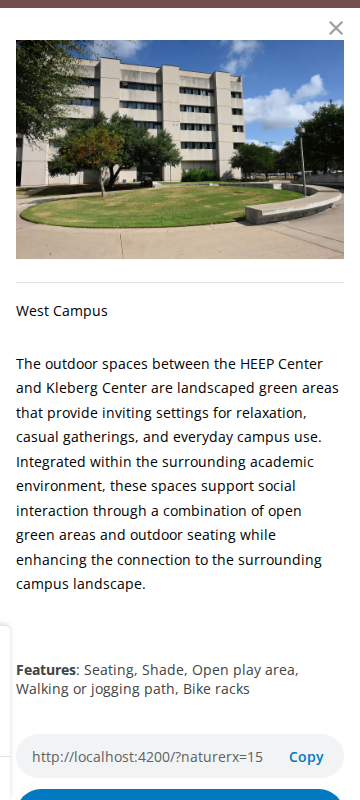 West Campus
The outdoor spaces between the HEEP Center
and Kleberg Center are landscaped green areas
that provide inviting settings for relaxation,
casual gatherings, and everyday campus use.
Integrated within the surrounding academic
environment, these spaces support social
interaction through a combination of open
green areas and outdoor seating while
enhancing the connection to the surrounding
campus landscape.
Features: Seating, Shade, Open play area,
Walking or jogging path, Bike racks
http://localhost:4200/?naturerx=15 Copy